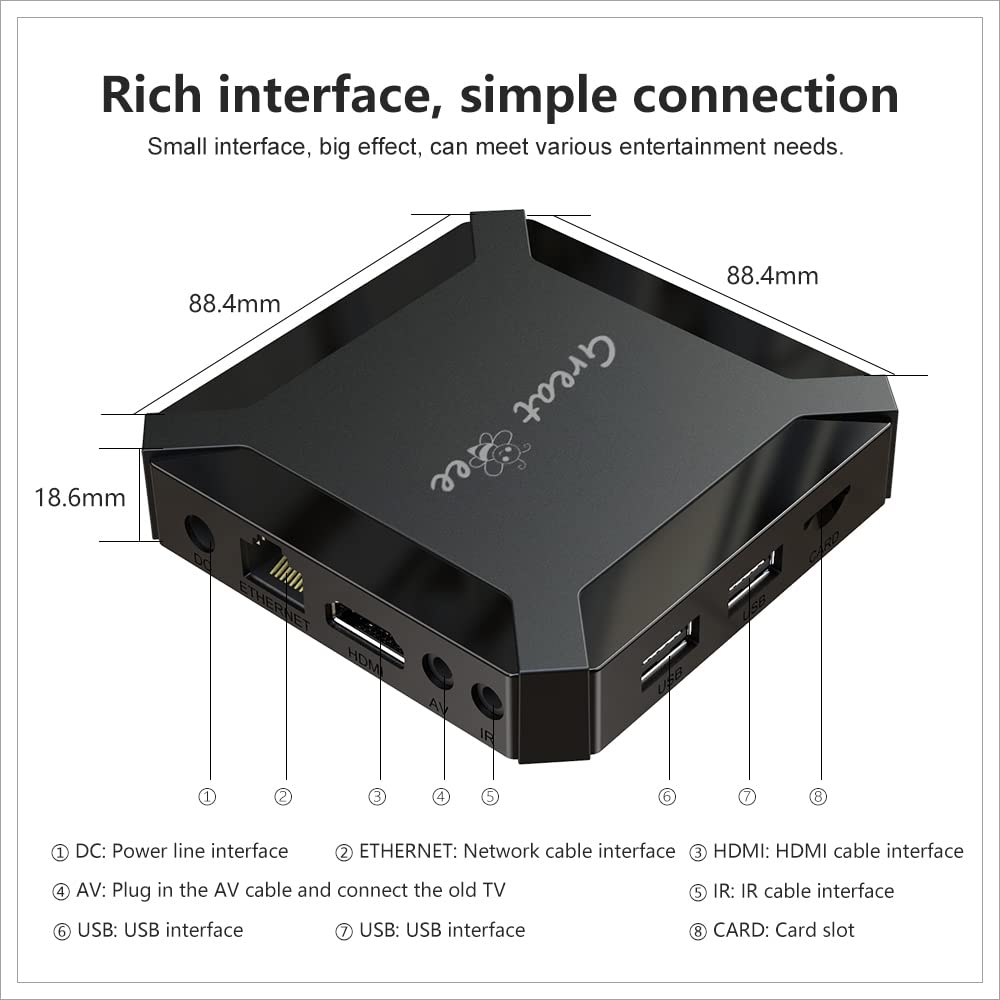 Rich interface, simple connection
Small interface, big effect, can meet various entertainment needs.
88.4mm
88.4mm
18.6mm
Great Bee
DC
ETHERNET
HDMI
AV
IR
USB
USB
CARD
① ② ③ ④ ⑤ ⑥ ⑦ ⑧
① DC: Power line interface ② ETHERNET: Network cable interface ③ HDMI: HDMI cable interface
④ AV: Plug in the AV cable and connect the old TV ⑤ IR: IR cable interface
⑥ USB: USB interface ⑦ USB: USB interface ⑧ CARD: Card slot